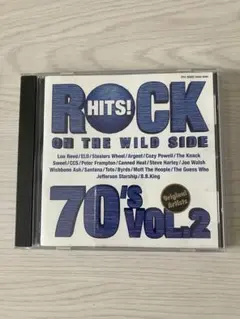 ROCK
HITS!
ON THE WILD SIDE
Lou Reed/ELO/Stealers Wheel/Argent/Cozy Powell/The Knack
Sweet/CCS/Peter Frampton/Canned Heat/Steve Harley/Joe Walsh
Wishbone Ash/Santana/Toto/Byrds/Mott The Hoople/The Guess Who
Jefferson Starship/B.B.King
70's
VOL.2
Original
Artists